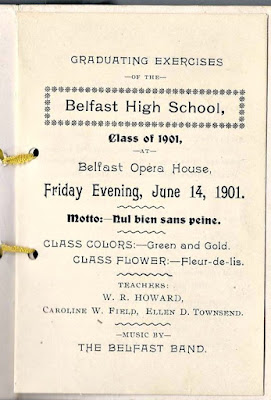 GRADUATING EXERCISES
—OF THE—
Belfast High School,
Class of 1901,
—AT—
Belfast Opera House,
Friday Evening, June 14, 1901.
Motto:—Nul bien sans peine.
CLASS COLORS:—Green and Gold.
CLASS FLOWER:—Fleur-de-lis.
TEACHERS:
W. R. HOWARD,
CAROLINE W. FIELD, ELLEN D. TOWNSEND.
—MUSIC BY—
THE BELFAST BAND.